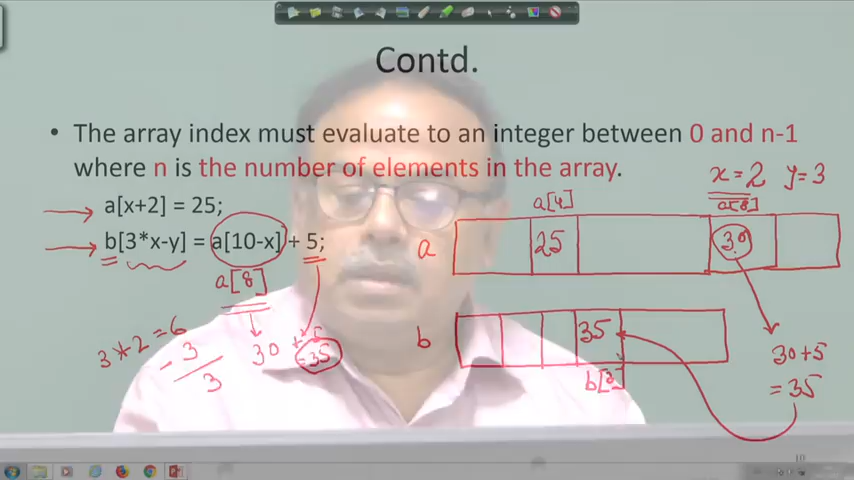 Contd.
• The array index must evaluate to an integer between 0 and n-1
where n is the number of elements in the array.
x=2 y=3
a[x+2] = 25;
a[4]
a[8]
b[3*x-y] = a[10-x] + 5;
a
25
30
a[8]
3*2=6
-3
3
30 + 5
=35
b
35
b[3]
30+5
=35